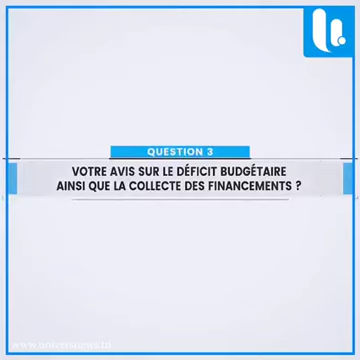 QUESTION 3
VOTRE AVIS SUR LE DÉFICIT BUDGÉTAIRE
AINSI QUE LA COLLECTE DES FINANCEMENTS ?